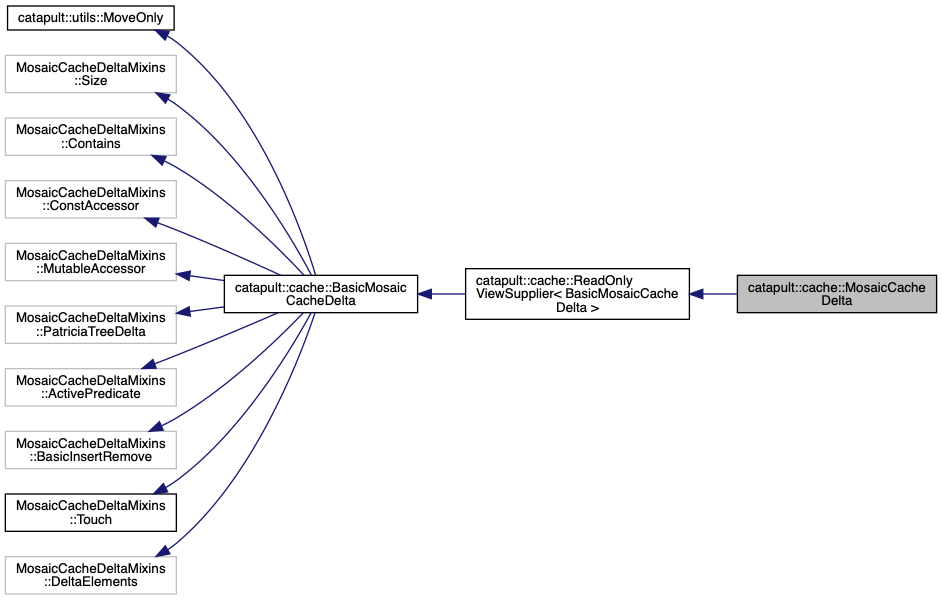 catapult::utils::MoveOnly
MosaicCacheDeltaMixins
::Size
MosaicCacheDeltaMixins
::Contains
MosaicCacheDeltaMixins
::ConstAccessor
MosaicCacheDeltaMixins
::MutableAccessor
MosaicCacheDeltaMixins
::PatriciaTreeDelta
MosaicCacheDeltaMixins
::ActivePredicate
MosaicCacheDeltaMixins
::BasicInsertRemove
MosaicCacheDeltaMixins
::Touch
MosaicCacheDeltaMixins
::DeltaElements
catapult::cache::BasicMosaic
CacheDelta
catapult::cache::ReadOnly
ViewSupplier< BasicMosaicCache
Delta >
catapult::cache::MosaicCache
Delta